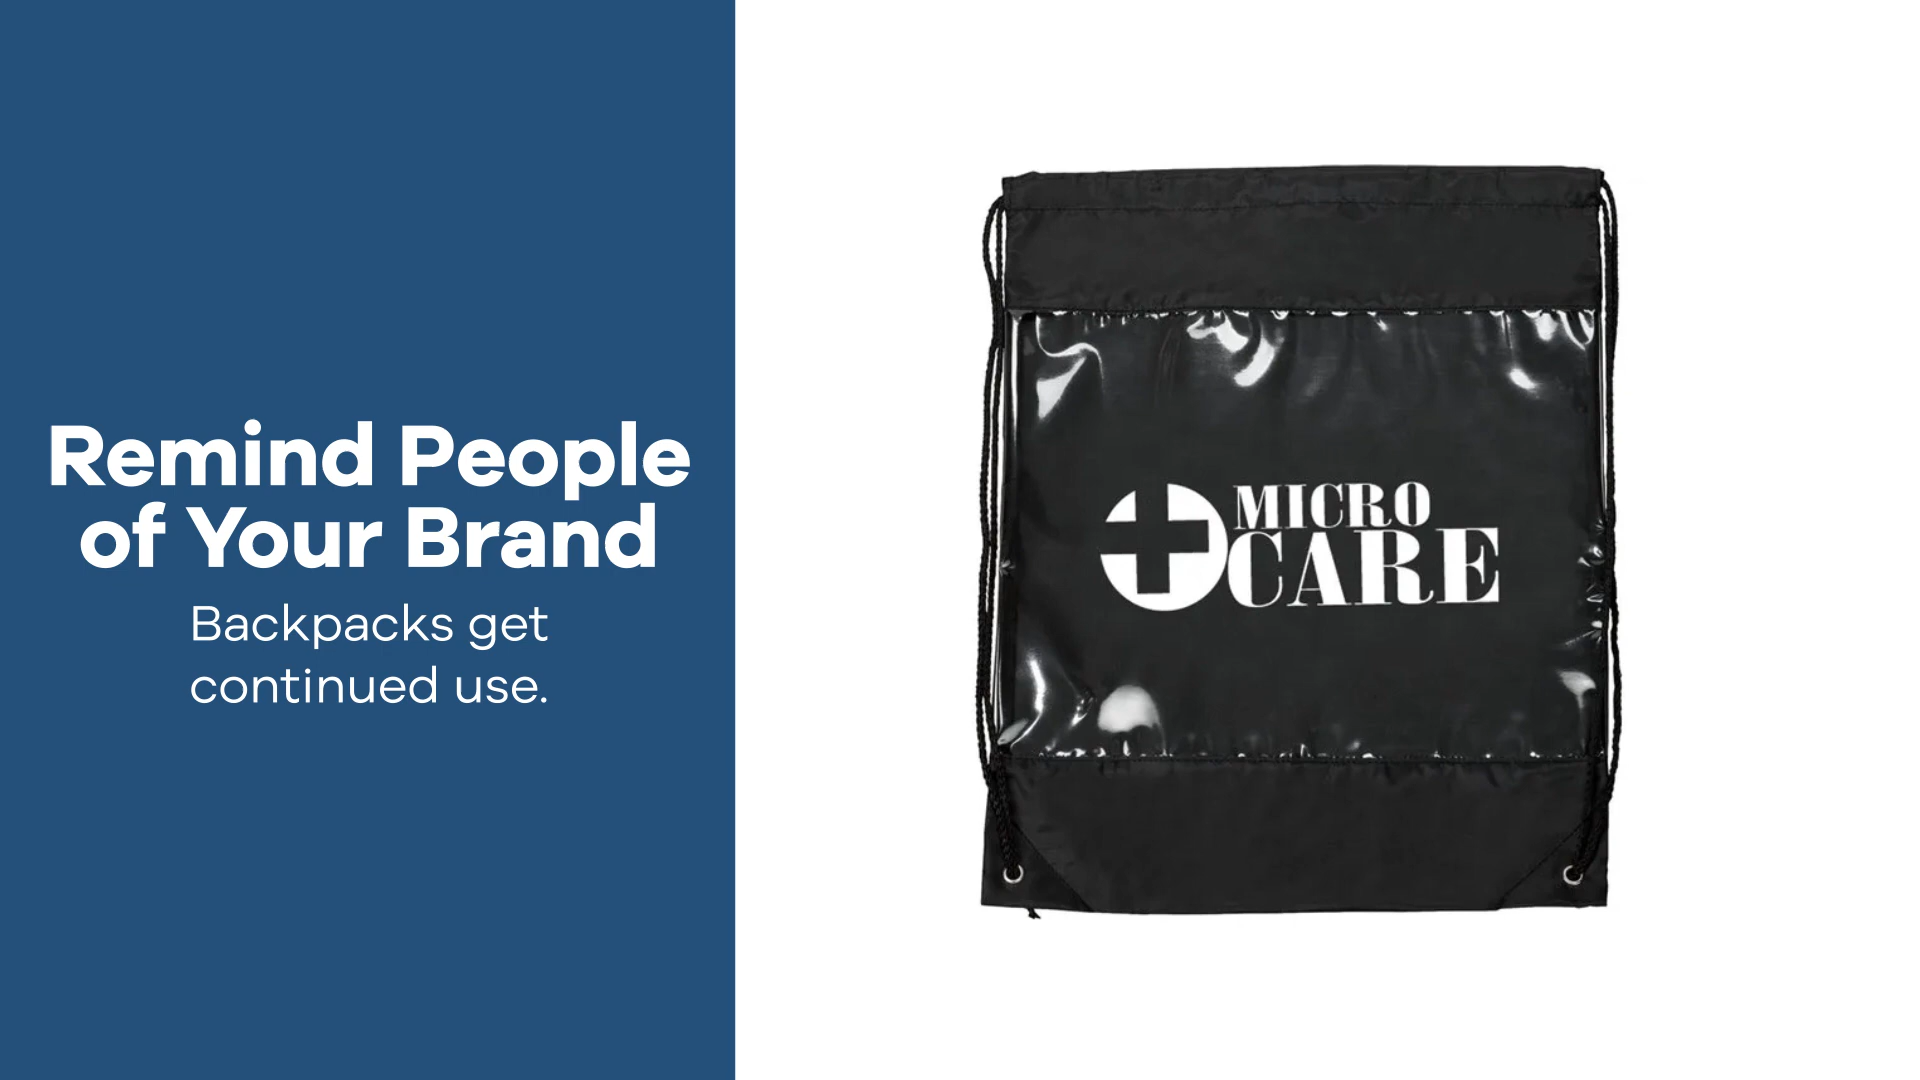 Remind People
of Your Brand
Backpacks get
continued use.
MICRO
CARE